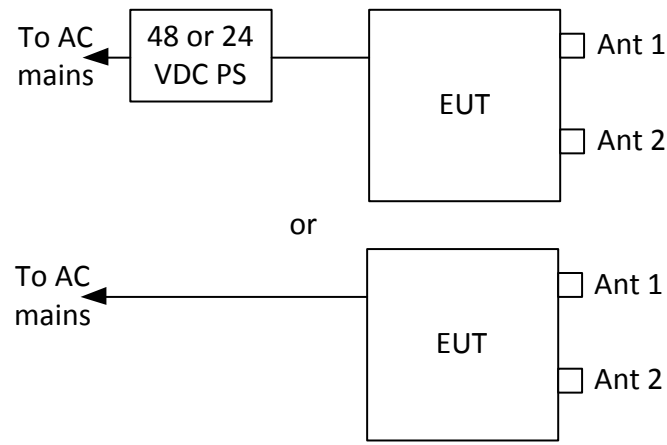 To AC
mains
48 or 24
VDC PS
EUT
Ant 1
Ant 2
or
To AC
mains
EUT
Ant 1
Ant 2